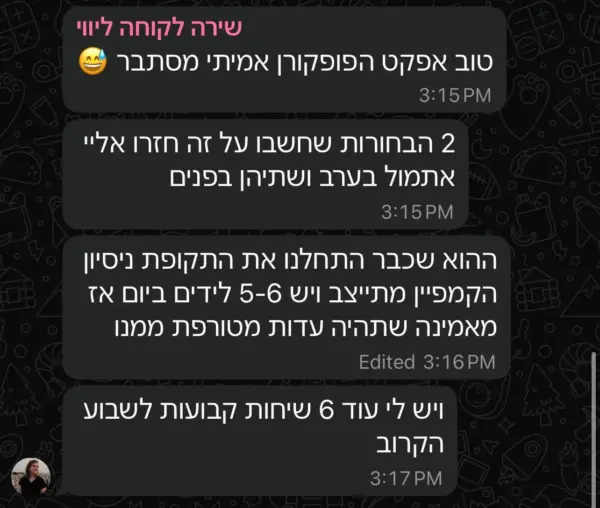 שירה לקוחה ליווי
טוב אפקט הפופקורן אמיתי מסתבר 😅
3:15 PM
2 הבחורות שחשבו על זה חזרו אליי
אתמול בערב ושתיהן בפנים
3:15 PM
ההוא שכבר התחלנו את התקופת ניסיון
הקמפיין מתייצב ויש 5-6 לידים ביום אז
מאמינה שתהיה עדות מטורפת ממנו
Edited 3:16 PM
ויש לי עוד 6 שיחות קבועות לשבוע
הקרוב
3:17 PM